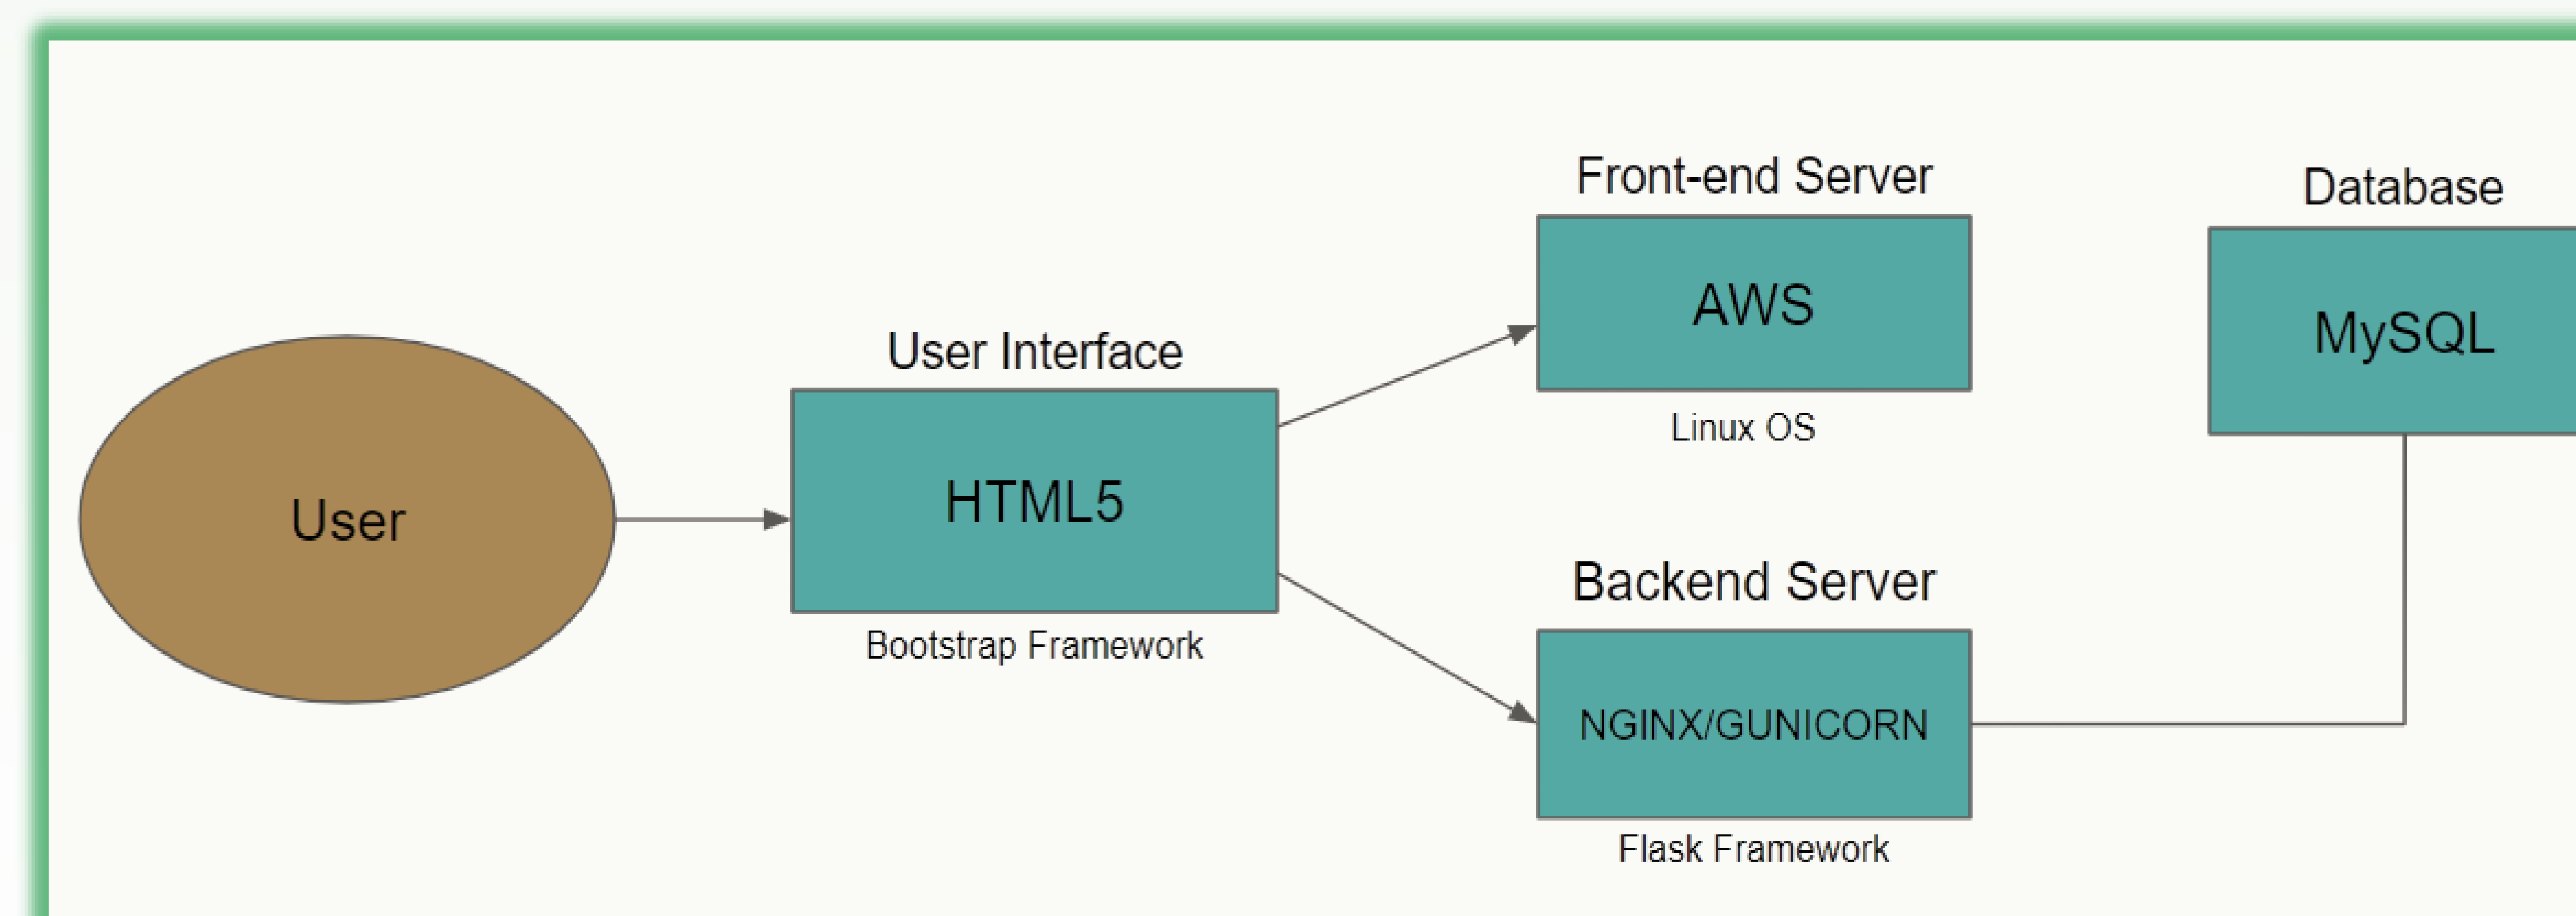 User
User Interface
HTML5
Bootstrap Framework
Front-end Server
AWS
Linux OS
Backend Server
NGINX/GUNICORN
Flask Framework
Database
MySQL